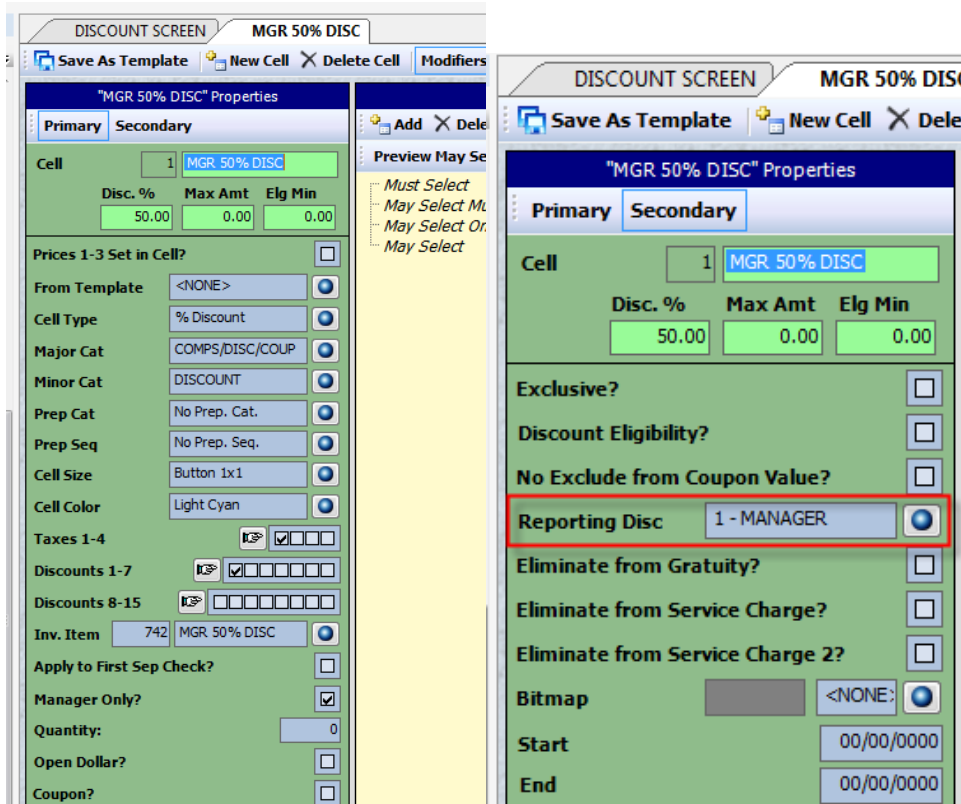 DISCOUNT SCREEN MGR 50% DISC
Save As Template New Cell Delete Cell Modifiers
"MGR 50% DISC" Properties
Primary Secondary
Cell 1 MGR 50% DISC
Disc. % Max Amt Elg Min
50.00 0.00 0.00
Prices 1-3 Set in Cell?
From Template <NONE>
Cell Type % Discount
Major Cat COMPS/DISC/COUP
Minor Cat DISCOUNT
Prep Cat No Prep. Cat.
Prep Seq No Prep. Seq.
Cell Size Button 1x1
Cell Color Light Cyan
Taxes 1-4
Discounts 1-7
Discounts 8-15
Inv. Item 742 MGR 50% DISC
Apply to First Sep Check?
Manager Only?
Quantity: 0
Open Dollar?
Coupon?
Add Dele
Preview May Se
Must Select
May Select Mu
May Select On
May Select
DISCOUNT SCREEN MGR 50% DISC
Save As Template New Cell Dele
"MGR 50% DISC" Properties
Primary Secondary
Cell 1 MGR 50% DISC
Disc. % Max Amt Elg Min
50.00 0.00 0.00
Exclusive?
Discount Eligibility?
No Exclude from Coupon Value?
Reporting Disc 1 - MANAGER
Eliminate from Gratuity?
Eliminate from Service Charge?
Eliminate from Service Charge 2?
Bitmap <NONE>
Start 00/00/0000
End 00/00/0000